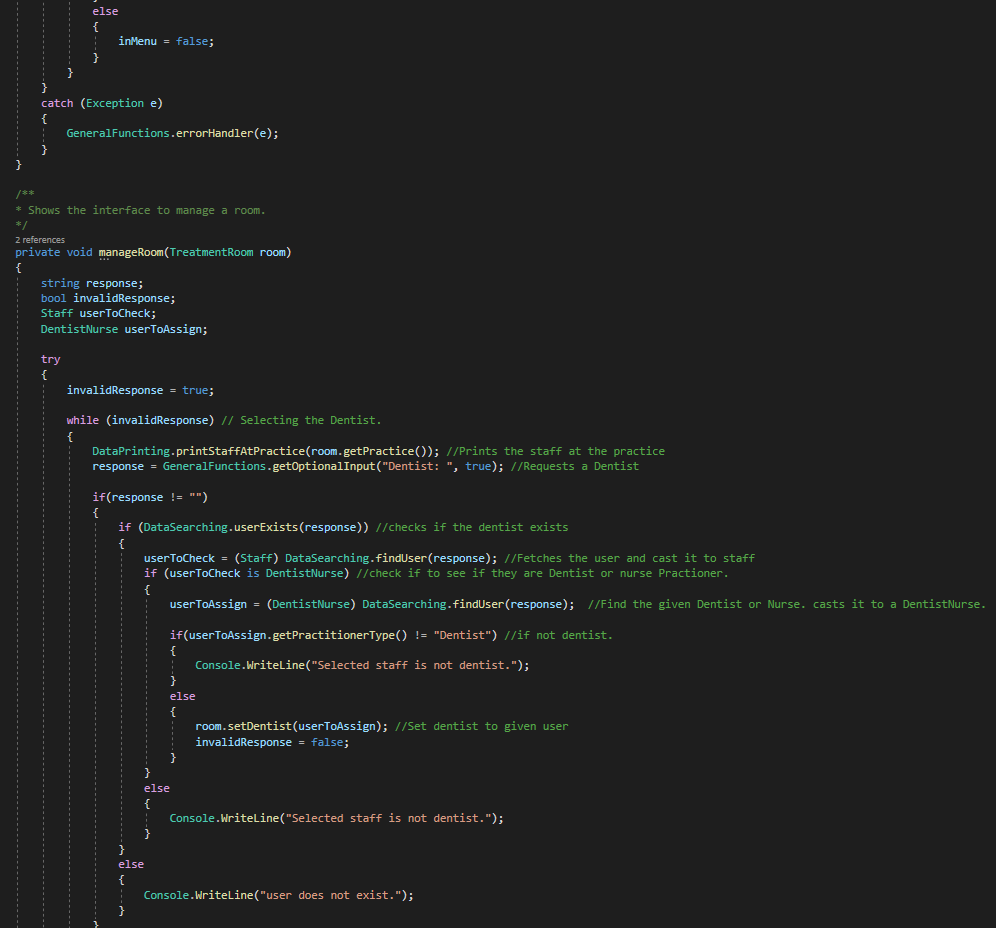 }
else
{
inMenu = false;
}
}
}
catch (Exception e)
{
GeneralFunctions.errorHandler(e);
}
}
/**
* Shows the interface to manage a room.
*/
2 references
private void manageRoom(TreatmentRoom room)
{
string response;
bool invalidResponse;
Staff userToCheck;
DentistNurse userToAssign;
try
{
invalidResponse = true;
while (invalidResponse) // Selecting the Dentist.
{
DataPrinting.printStaffAtPractice(room.getPractice()); //Prints the staff at the practice
response = GeneralFunctions.getOptionalInput("Dentist: ", true); //Requests a Dentist
if(response != "")
{
if (DataSearching.userExists(response)) //checks if the dentist exists
{
userToCheck = (Staff) DataSearching.findUser(response); //Fetches the user and cast it to staff
if (userToCheck is DentistNurse) //check if to see if they are Dentist or nurse Practioner.
{
userToAssign = (DentistNurse) DataSearching.findUser(response); //Find the given Dentist or Nurse. casts it to a DentistNurse.
if(userToAssign.getPractitionerType() != "Dentist") //if not dentist.
{
Console.WriteLine("Selected staff is not dentist.");
}
else
{
room.setDentist(userToAssign); //Set dentist to given user
invalidResponse = false;
}
}
else
{
Console.WriteLine("Selected staff is not dentist.");
}
}
else
{
Console.WriteLine("user does not exist.");
}
}